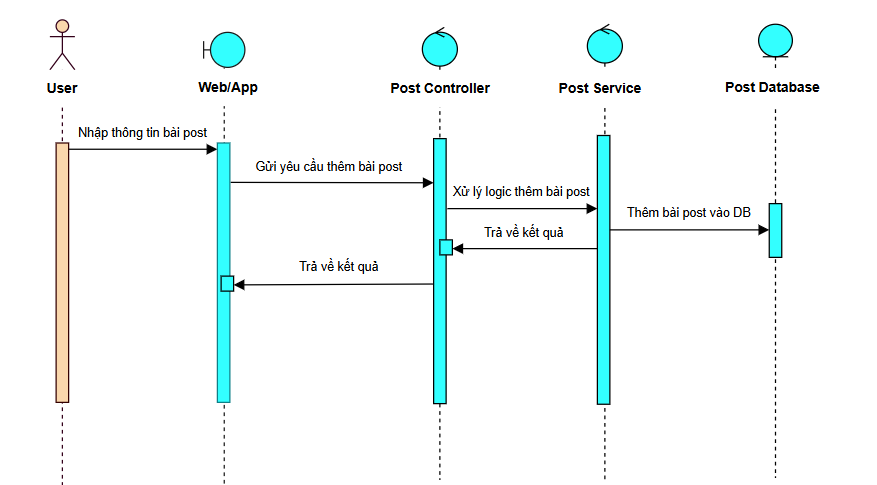 User
Web/App
Post Controller
Post Service
Post Database
Nhập thông tin bài post
Gửi yêu cầu thêm bài post
Xử lý logic thêm bài post
Thêm bài post vào DB
Trả về kết quả
Trả về kết quả